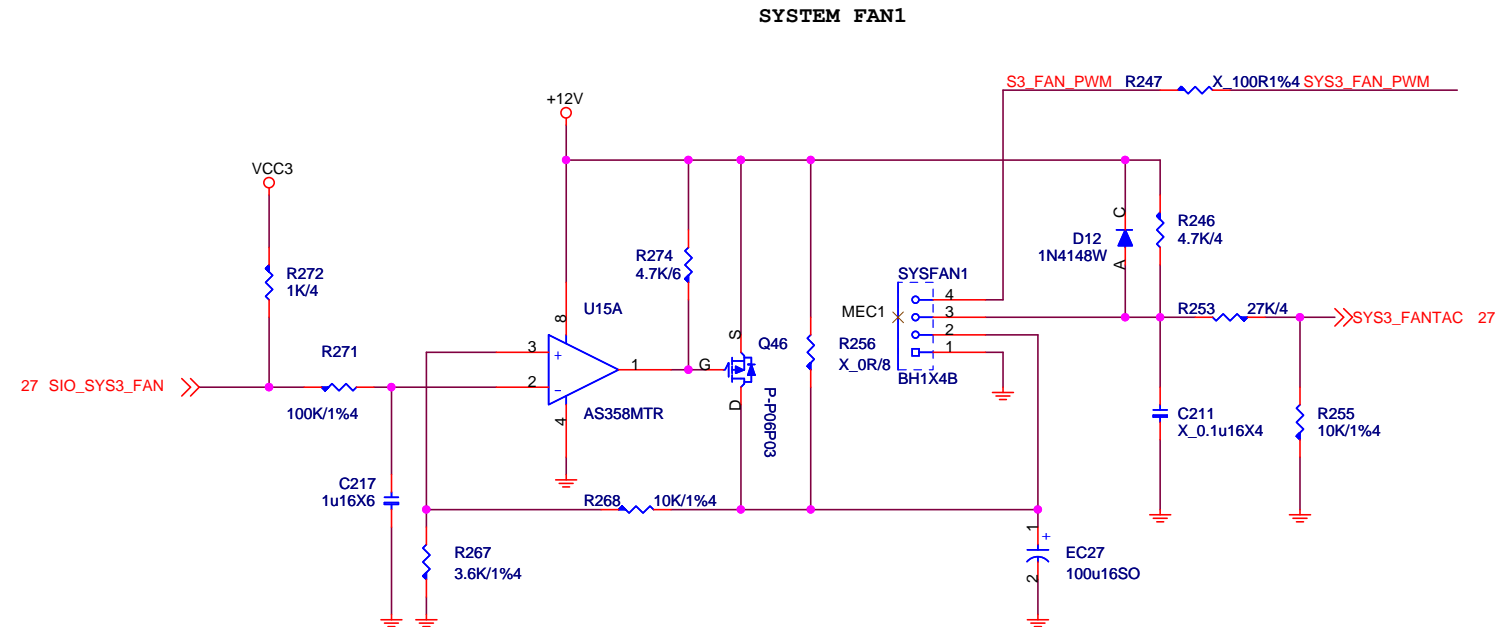 SYSTEM FAN1
S3_FAN_PWM R247 X_100R1%4 SYS3_FAN_PWM
+12V
VCC3
C
R246
4.7K/4
D12
1N4148W
A
R274
4.7K/6
R272
1K/4
SYSFAN1
4
3
2
1
MEC1
BH1X4B
R253 27K/4
SYS3_FANTAC 27
U15A
8
3
+
2
-
1
4
AS358MTR
S
G
D
Q46
P-P06P03
R256
X_0R/8
R271
100K/1%4
27 SIO_SYS3_FAN
C211
X_0.1u16X4
R255
10K/1%4
C217
1u16X6
R268 10K/1%4
R267
3.6K/1%4
1
+
2
EC27
100u16SO